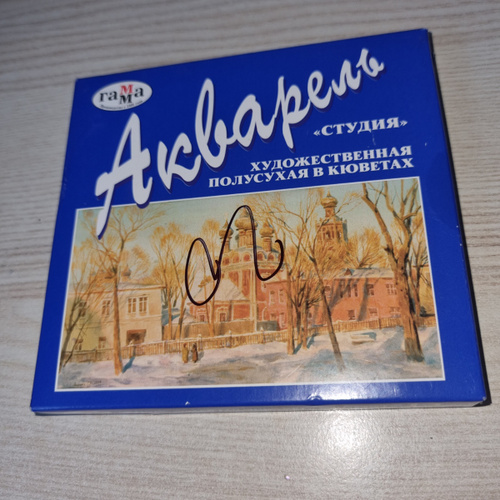 гамма
Акварель
«СТУДИЯ»
ХУДОЖЕСТВЕННАЯ
ПОЛУСУХАЯ В КЮВЕТАХ